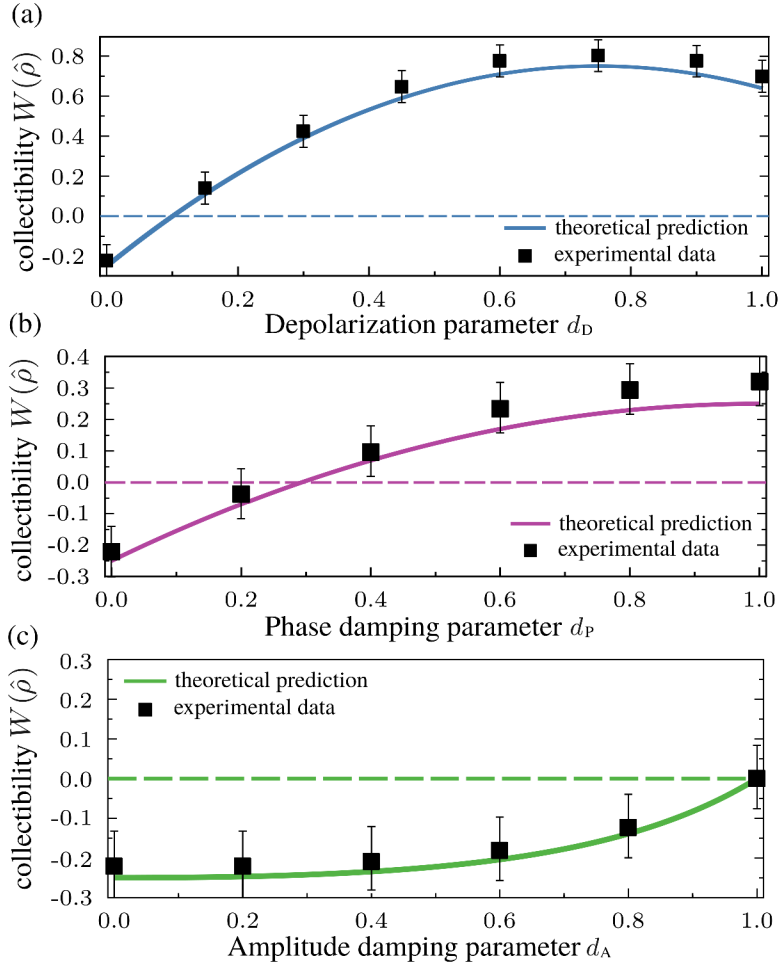 (a)
collectibility W(ρ̂)
0.8
0.6
0.4
0.2
0.0
-0.2
theoretical prediction
experimental data
0.0 0.2 0.4 0.6 0.8 1.0
Depolarization parameter d_D
(b)
collectibility W(ρ̂)
0.4
0.3
0.2
0.1
0.0
-0.1
-0.2
-0.3
theoretical prediction
experimental data
0.0 0.2 0.4 0.6 0.8 1.0
Phase damping parameter d_P
(c)
collectibility W(ρ̂)
0.3
0.2
0.1
0.0
-0.1
-0.2
-0.3
theoretical prediction
experimental data
0.0 0.2 0.4 0.6 0.8 1.0
Amplitude damping parameter d_A